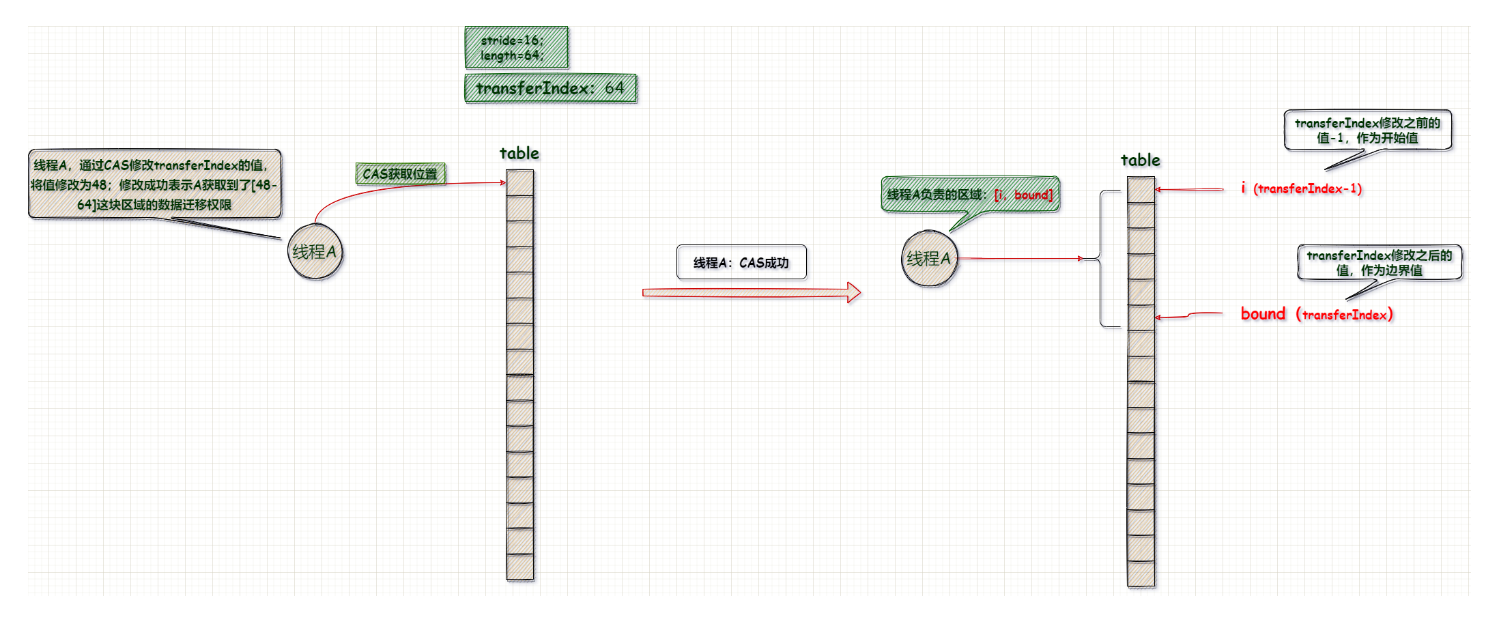 stride=16;
length=64;
transferIndex: 64
table
线程A，通过CAS修改transferIndex的值，
将值修改为48；修改成功表示A获取到了[48-
64]这块区域的数据迁移权限
CAS获取位置
线程A
线程A：CAS成功
线程A负责的区域：[i，bound]
线程A
table
transferIndex修改之前的
值-1，作为开始值
i（transferIndex-1）
transferIndex修改之后的
值，作为边界值
bound（transferIndex）